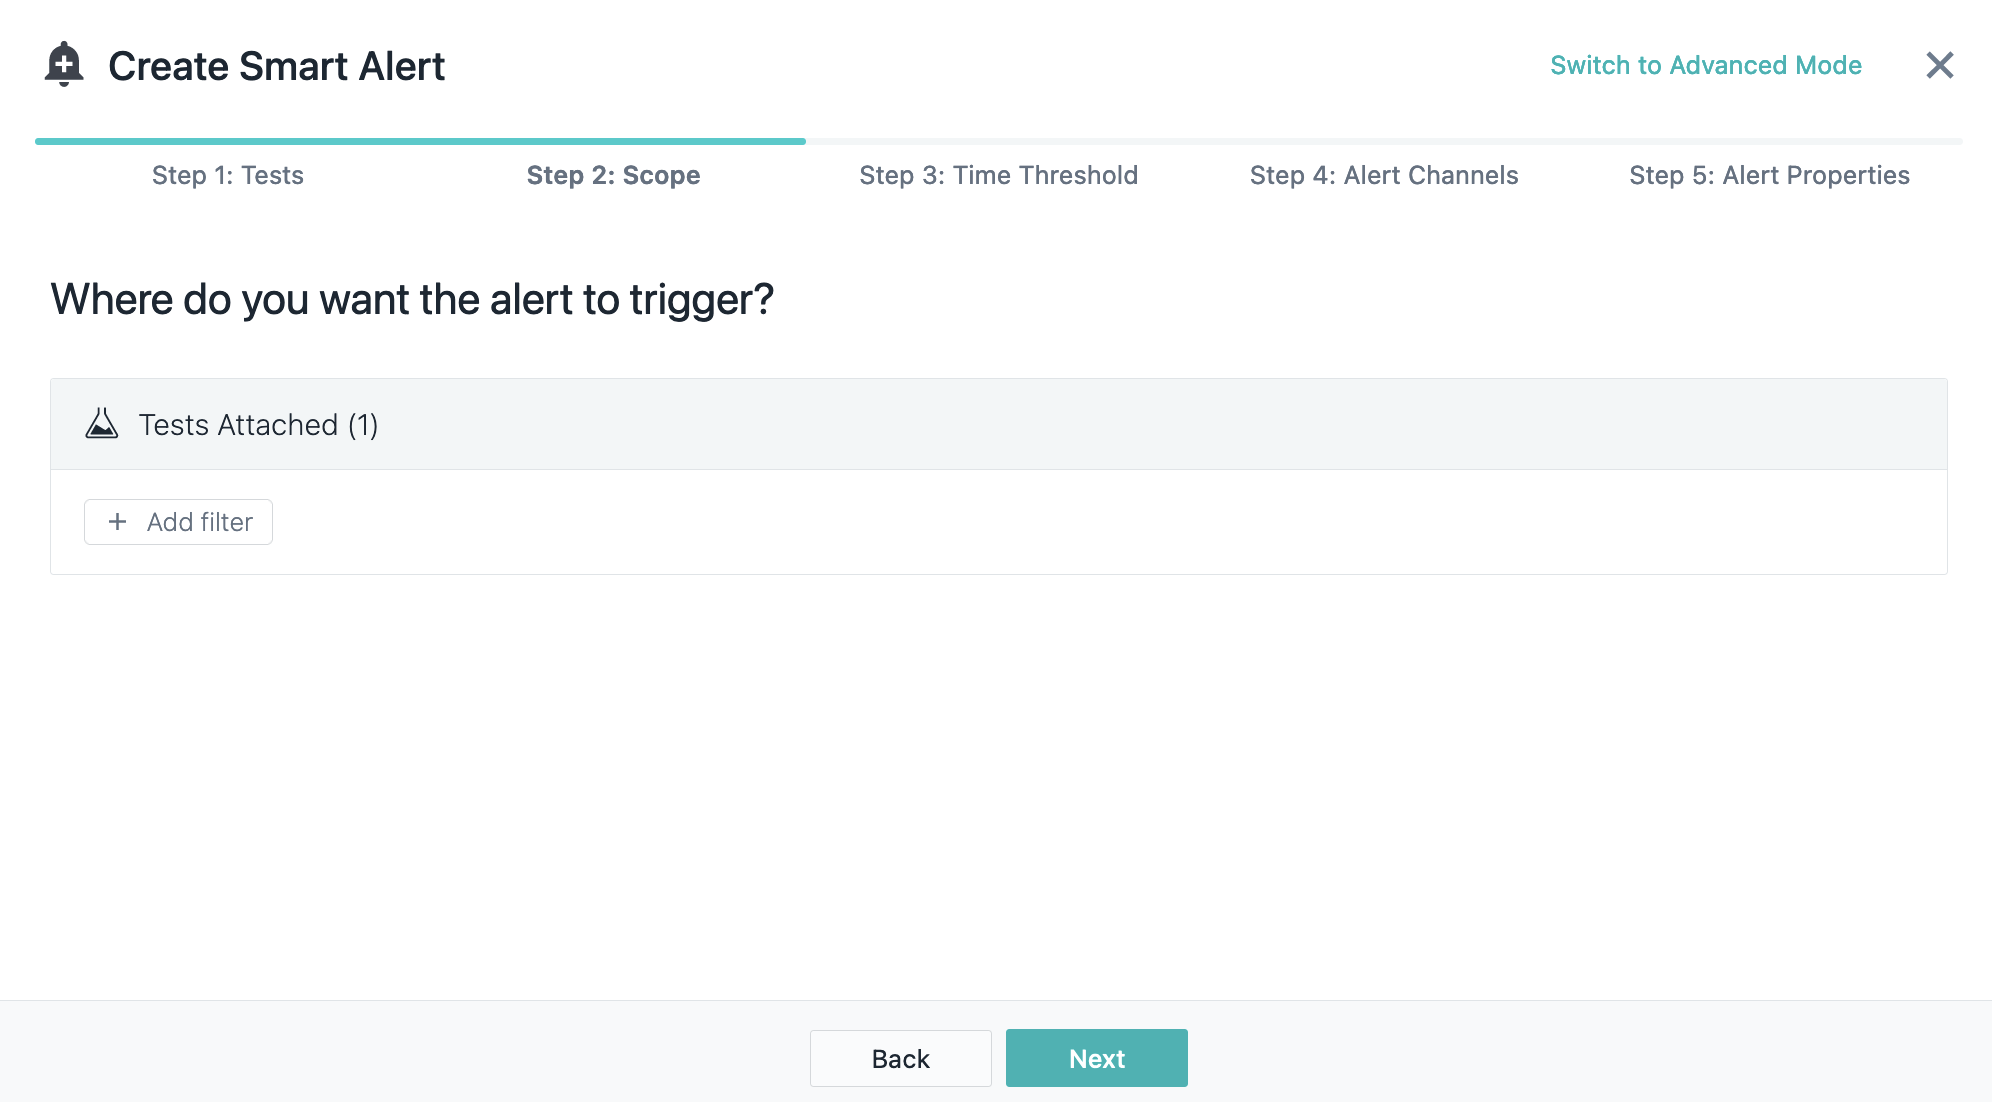 Create Smart Alert
Switch to Advanced Mode
Step 1: Tests
Step 2: Scope
Step 3: Time Threshold
Step 4: Alert Channels
Step 5: Alert Properties
Where do you want the alert to trigger?
Tests Attached (1)
+ Add filter
Back
Next